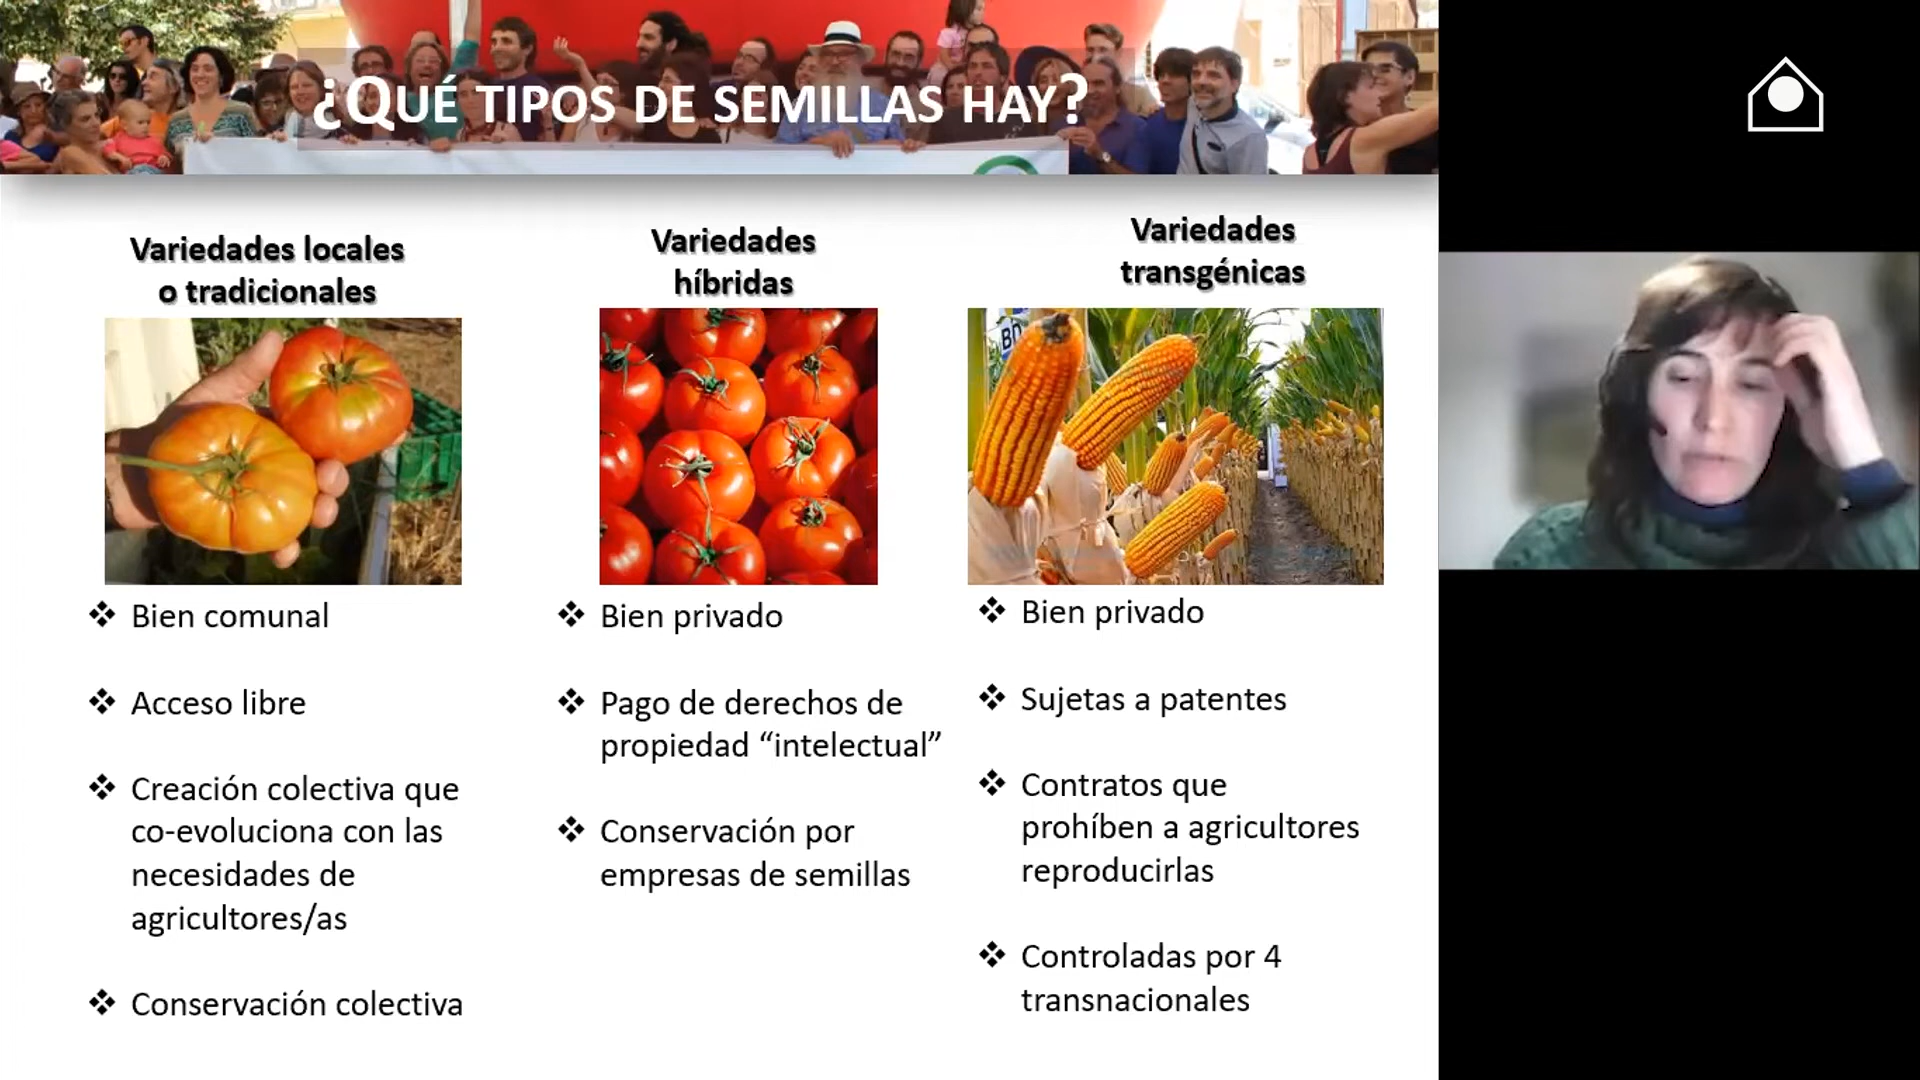 ¿QUÉ TIPOS DE SEMILLAS HAY?
Variedades locales
o tradicionales
❖ Bien comunal
❖ Acceso libre
❖ Creación colectiva que
co-evoluciona con las
necesidades de
agricultores/as
❖ Conservación colectiva
Variedades
híbridas
❖ Bien privado
❖ Pago de derechos de
propiedad “intelectual”
❖ Conservación por
empresas de semillas
Variedades
transgénicas
BD
❖ Bien privado
❖ Sujetas a patentes
❖ Contratos que
prohíben a agricultores
reproducirlas
❖ Controladas por 4
transnacionales